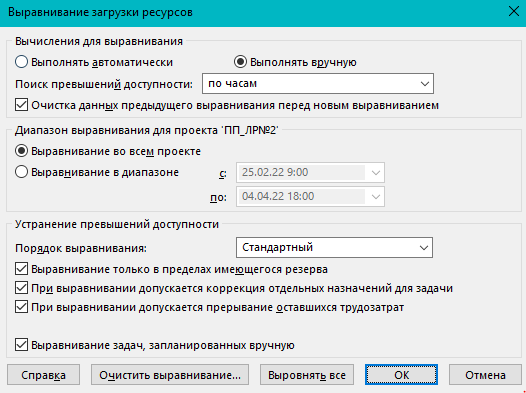 Выравнивание загрузки ресурсов
Вычисления для выравнивания
Выполнять автоматически Выполнять вручную
Поиск превышений доступности: по часам
Очистка данных предыдущего выравнивания перед новым выравниванием
Диапазон выравнивания для проекта 'ПП_ЛР№2'
Выравнивание во всем проекте
Выравнивание в диапазоне с: 25.02.22 9:00
по: 04.04.22 18:00
Устранение превышений доступности
Порядок выравнивания: Стандартный
Выравнивание только в пределах имеющегося резерва
При выравнивании допускается коррекция отдельных назначений для задачи
При выравнивании допускается прерывание оставшихся трудозатрат
Выравнивание задач, запланированных вручную
Справка Очистить выравнивание... Выровнять все ОК Отмена